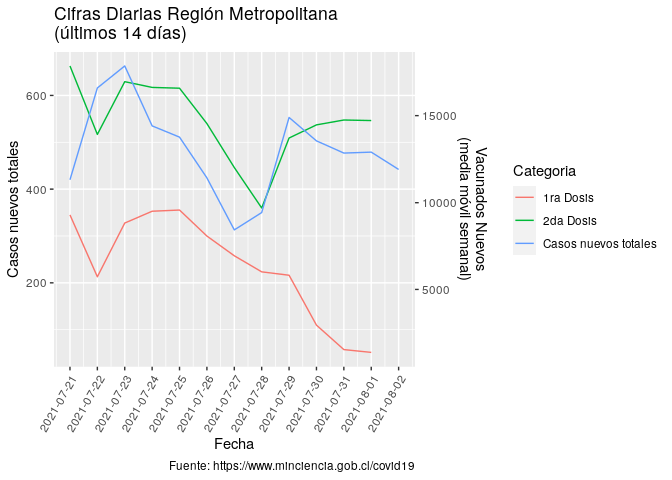 Cifras Diarias Región Metropolitana
(últimos 14 días)
Casos nuevos totales
600
400
200
15000
10000
5000
Vacunados Nuevos
(media móvil semanal)
2021-07-21
2021-07-22
2021-07-23
2021-07-24
2021-07-25
2021-07-26
2021-07-27
2021-07-28
2021-07-29
2021-07-30
2021-07-31
2021-08-01
2021-08-02
Fecha
Categoria
1ra Dosis
2da Dosis
Casos nuevos totales
Fuente: https://www.minciencia.gob.cl/covid19